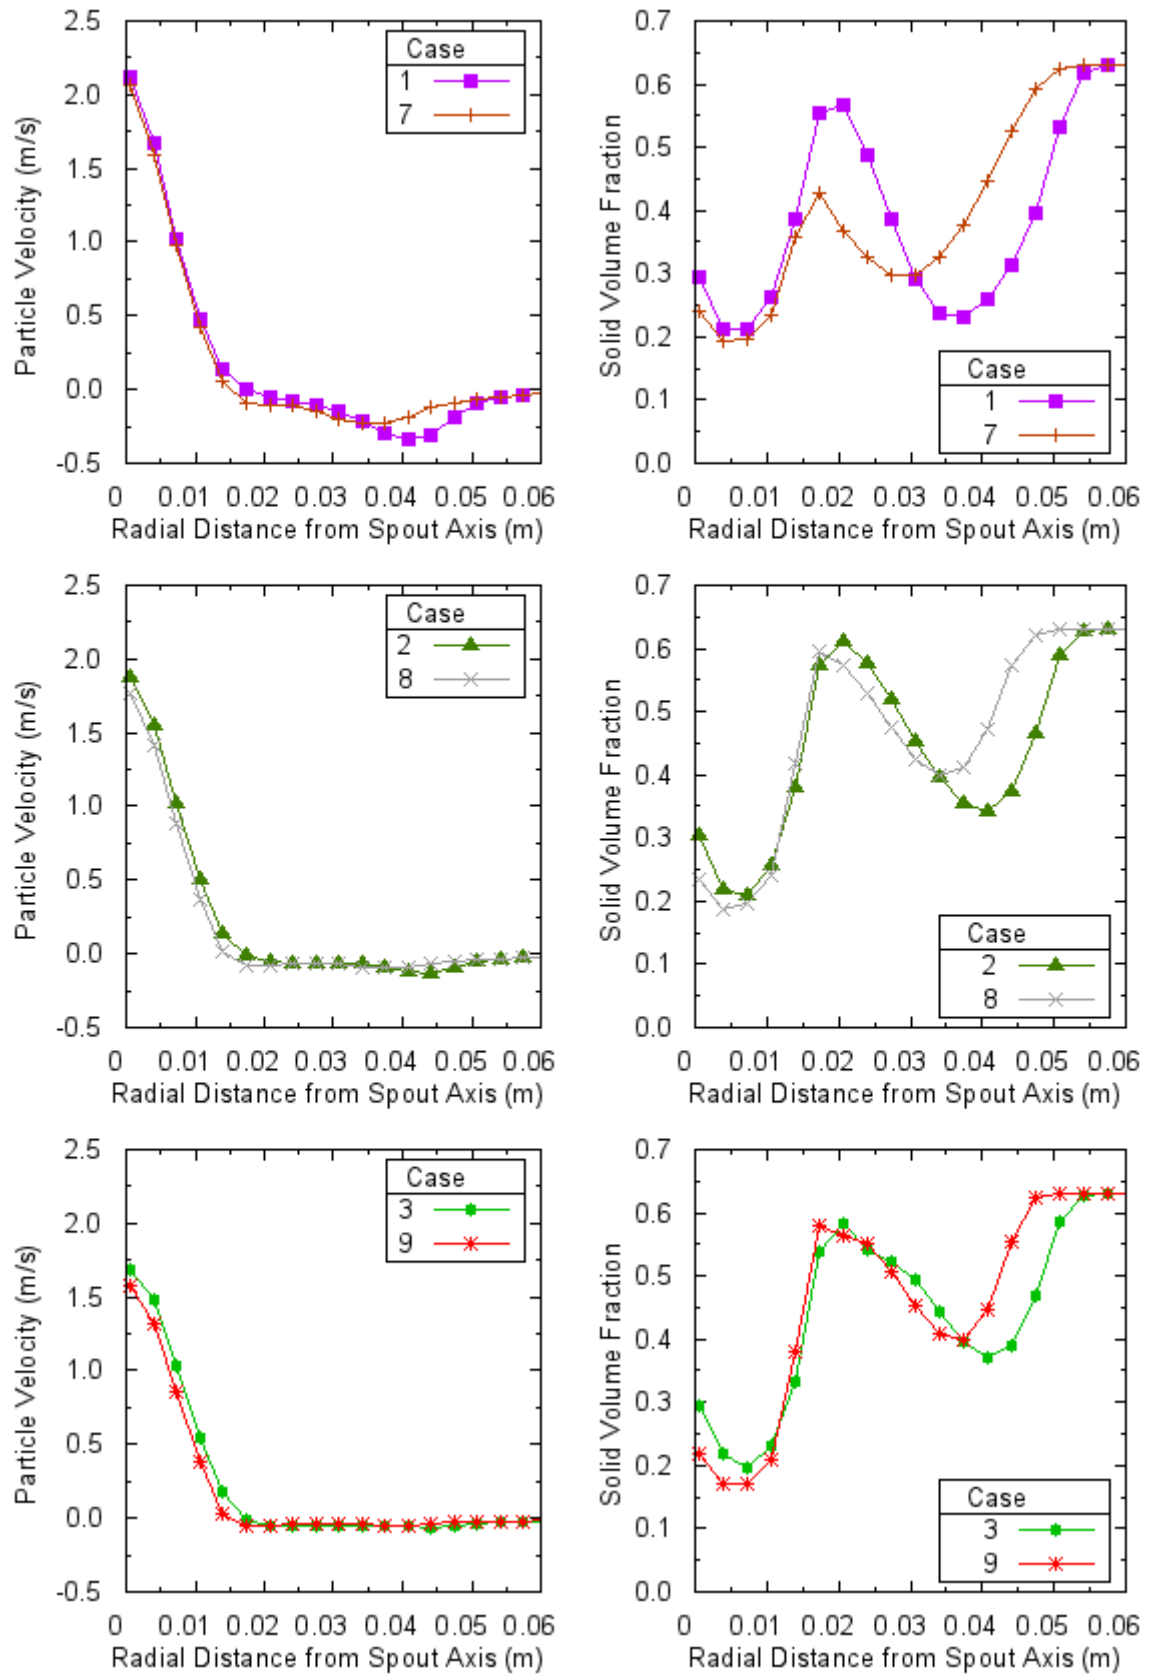 2.5
2.0
1.5
1.0
0.5
0.0
-0.5
Particle Velocity (m/s)
Case
1
7
0 0.01 0.02 0.03 0.04 0.05 0.06
Radial Distance from Spout Axis (m)
0.7
0.6
0.5
0.4
0.3
0.2
0.1
0.0
Solid Volume Fraction
Case
1
7
0 0.01 0.02 0.03 0.04 0.05 0.06
Radial Distance from Spout Axis (m)
2.5
2.0
1.5
1.0
0.5
0.0
-0.5
Particle Velocity (m/s)
Case
2
8
0 0.01 0.02 0.03 0.04 0.05 0.06
Radial Distance from Spout Axis (m)
0.7
0.6
0.5
0.4
0.3
0.2
0.1
0.0
Solid Volume Fraction
Case
2
8
0 0.01 0.02 0.03 0.04 0.05 0.06
Radial Distance from Spout Axis (m)
2.5
2.0
1.5
1.0
0.5
0.0
-0.5
Particle Velocity (m/s)
Case
3
9
0 0.01 0.02 0.03 0.04 0.05 0.06
Radial Distance from Spout Axis (m)
0.7
0.6
0.5
0.4
0.3
0.2
0.1
0.0
Solid Volume Fraction
Case
3
9
0 0.01 0.02 0.03 0.04 0.05 0.06
Radial Distance from Spout Axis (m)